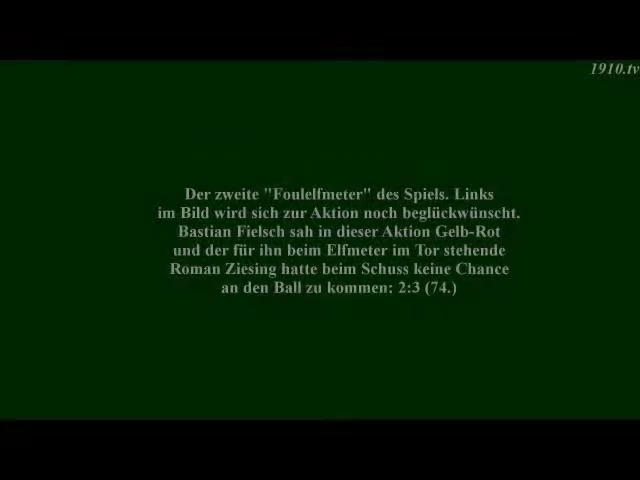 1910.tv
Der zweite "Foulelfmeter" des Spiels. Links
im Bild wird sich zur Aktion noch beglückwünscht.
Bastian Fielsch sah in dieser Aktion Gelb-Rot
und der für ihn beim Elfmeter im Tor stehende
Roman Ziesing hatte beim Schuss keine Chance
an den Ball zu kommen: 2:3 (74.)